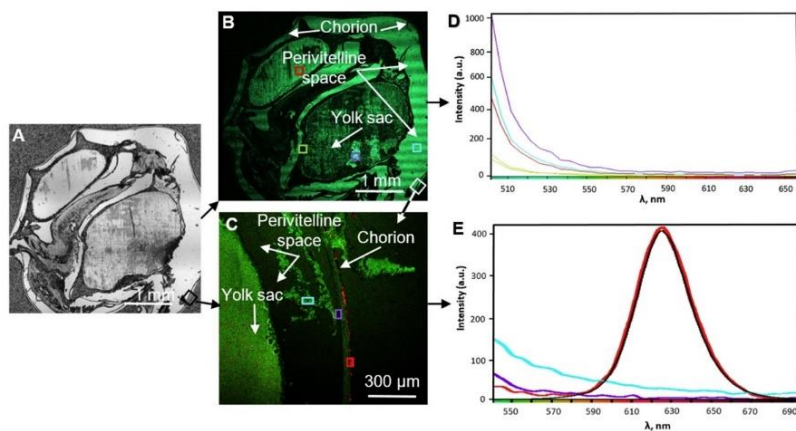 A
1 mm
B
Chorion
Perivitelline
space
Yolk sac
1 mm
C
Perivitelline
space
Chorion
Yolk sac
300 µm
D
Intensity (a.u.)
1000
800
600
400
200
0
510
530
550
570
590
610
630
650
λ, nm
E
Intensity (a.u.)
400
300
200
100
0
550
570
590
610
630
650
670
690
λ, nm